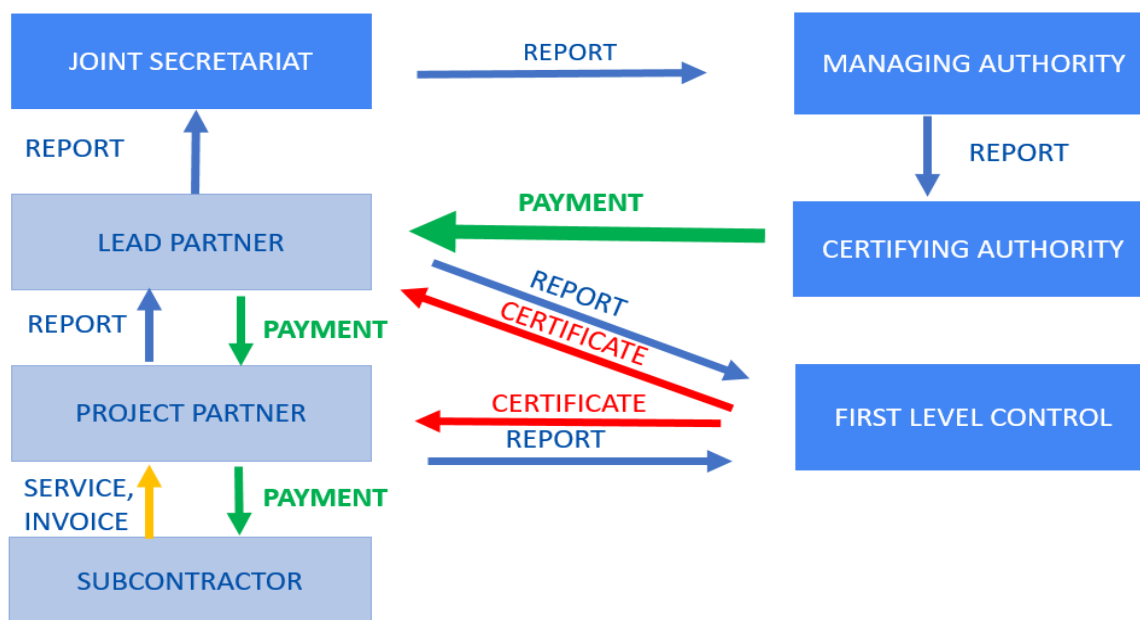 JOINT SECRETARIAT
REPORT
MANAGING AUTHORITY
REPORT
REPORT
LEAD PARTNER
PAYMENT
CERTIFYING AUTHORITY
REPORT
CERTIFICATE
REPORT
PAYMENT
PROJECT PARTNER
CERTIFICATE
REPORT
FIRST LEVEL CONTROL
SERVICE,
INVOICE
PAYMENT
SUBCONTRACTOR